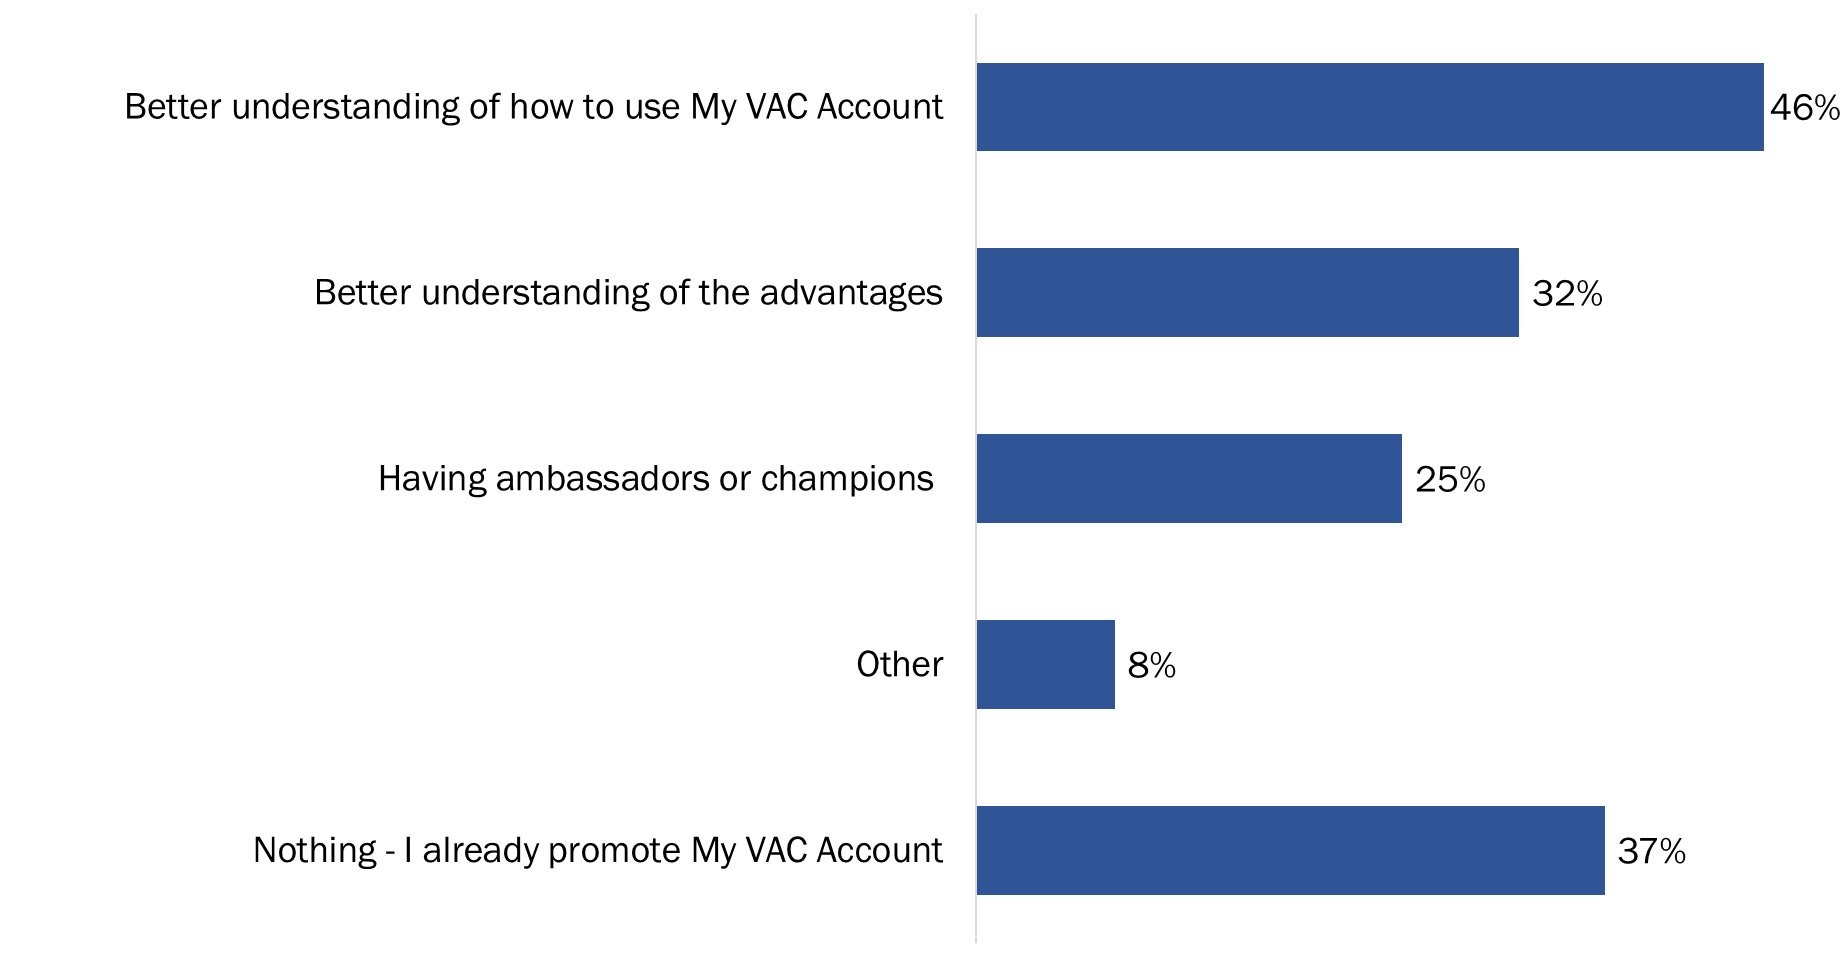 Better understanding of how to use My VAC Account 46%
Better understanding of the advantages 32%
Having ambassadors or champions 25%
Other 8%
Nothing - I already promote My VAC Account 37%